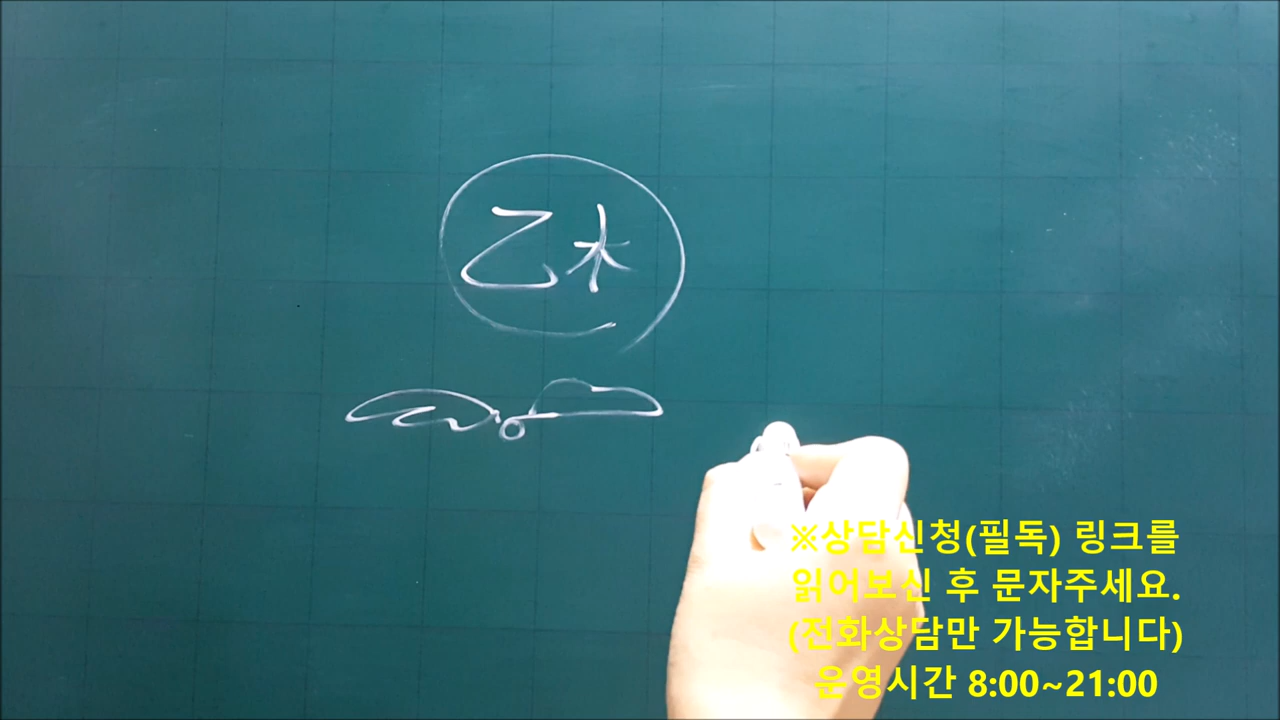 乙木
※상담신청(필독) 링크를
읽어보신 후 문자주세요.
(전화상담만 가능합니다)
운영시간 8:00~21:00